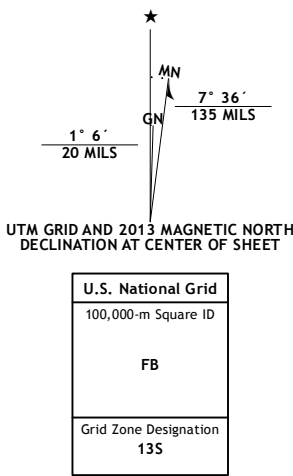 ★
MN
7° 36´
135 MILS
GN
1° 6´
20 MILS
UTM GRID AND 2013 MAGNETIC NORTH
DECLINATION AT CENTER OF SHEET
U.S. National Grid
100,000-m Square ID
FB
Grid Zone Designation
13S